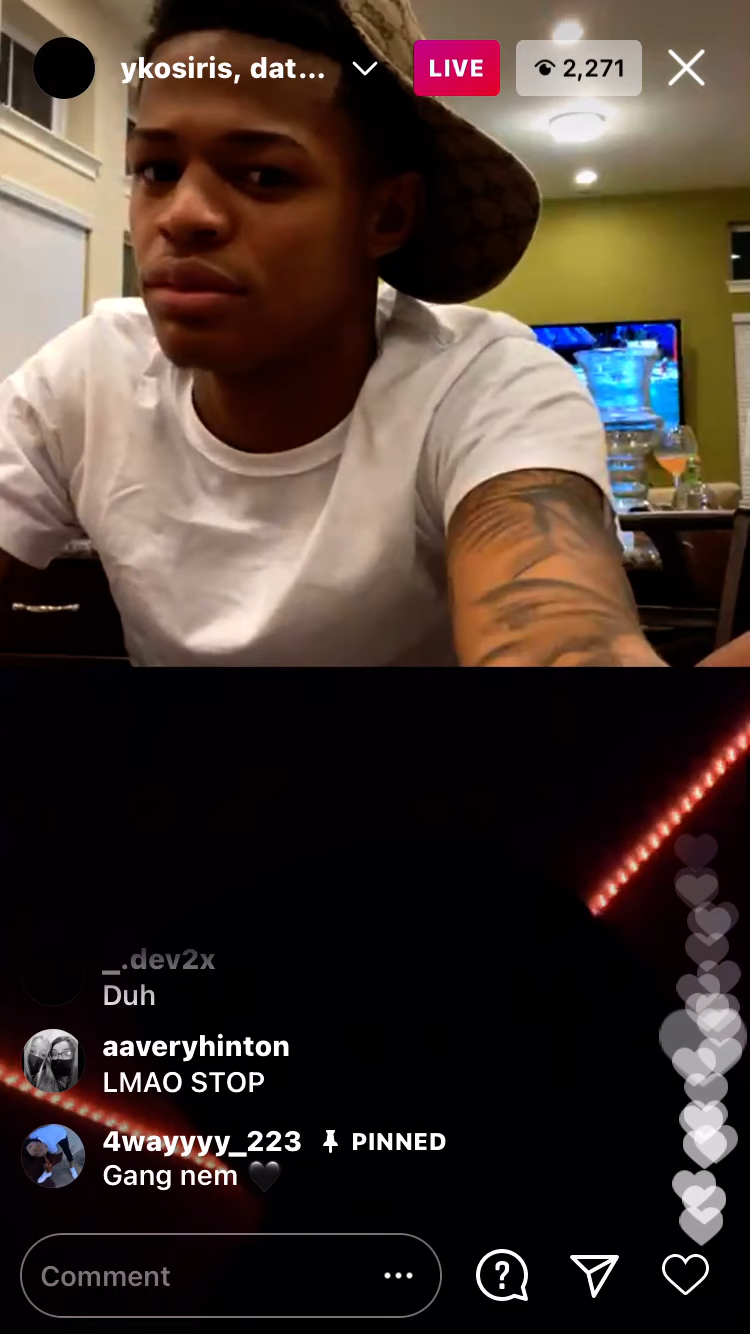 ykosiris, dat...
LIVE
2,271
_.dev2x
Duh
aaveryhinton
LMAO STOP
4wayyyy_223 PINNED
Gang nem 🖤
Comment